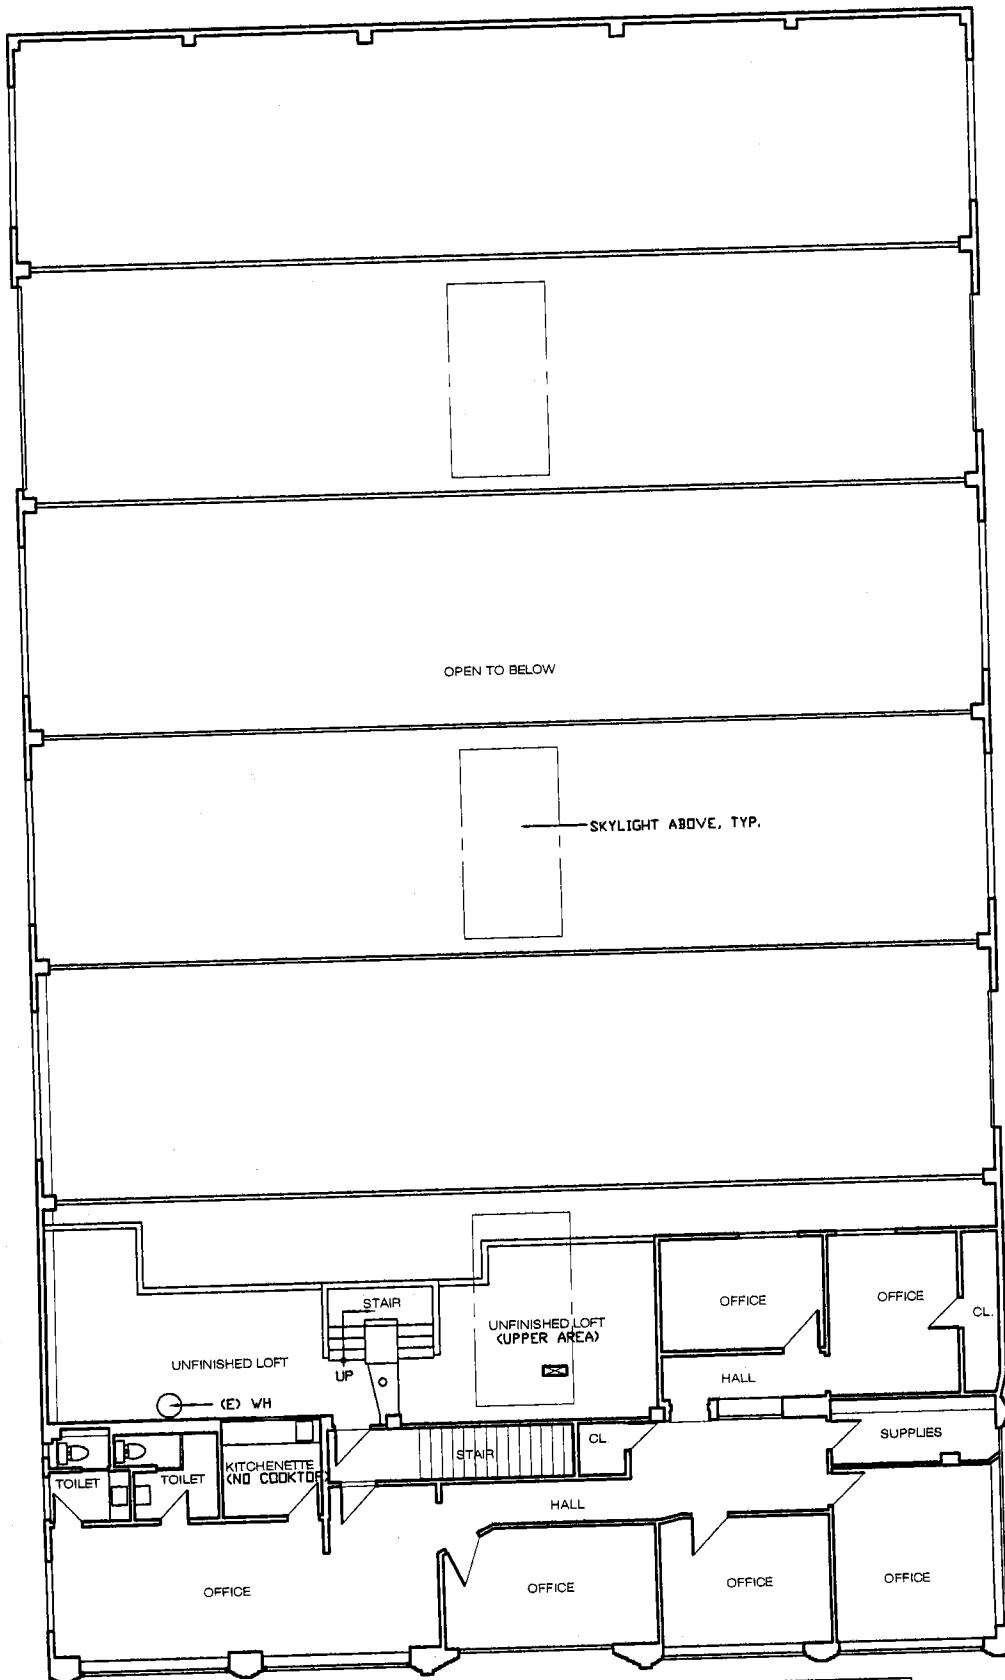 OPEN TO BELOW
SKYLIGHT ABOVE, TYP.
STAIR
OFFICE
OFFICE
CL.
UNFINISHED LOFT
(UPPER AREA)
UNFINISHED LOFT
UP
HALL
(E) WH
SUPPLIES
CL.
STAIR
KITCHENETTE
(NO COOKTOP)
TOILET
TOILET
HALL
OFFICE
OFFICE
OFFICE
OFFICE